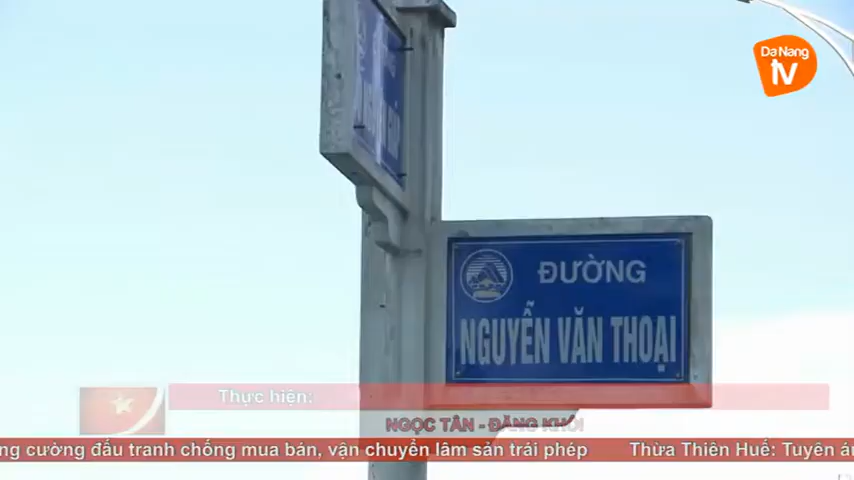 Da Nang
tv
ĐƯỜNG
NGUYỄN VĂN THOẠI
Thực hiện:
NGỌC TÂN - ĐĂNG KHÔI
ng cường đấu tranh chống mua bán, vận chuyển lâm sản trái phép Thừa Thiên Huế: Tuyên á